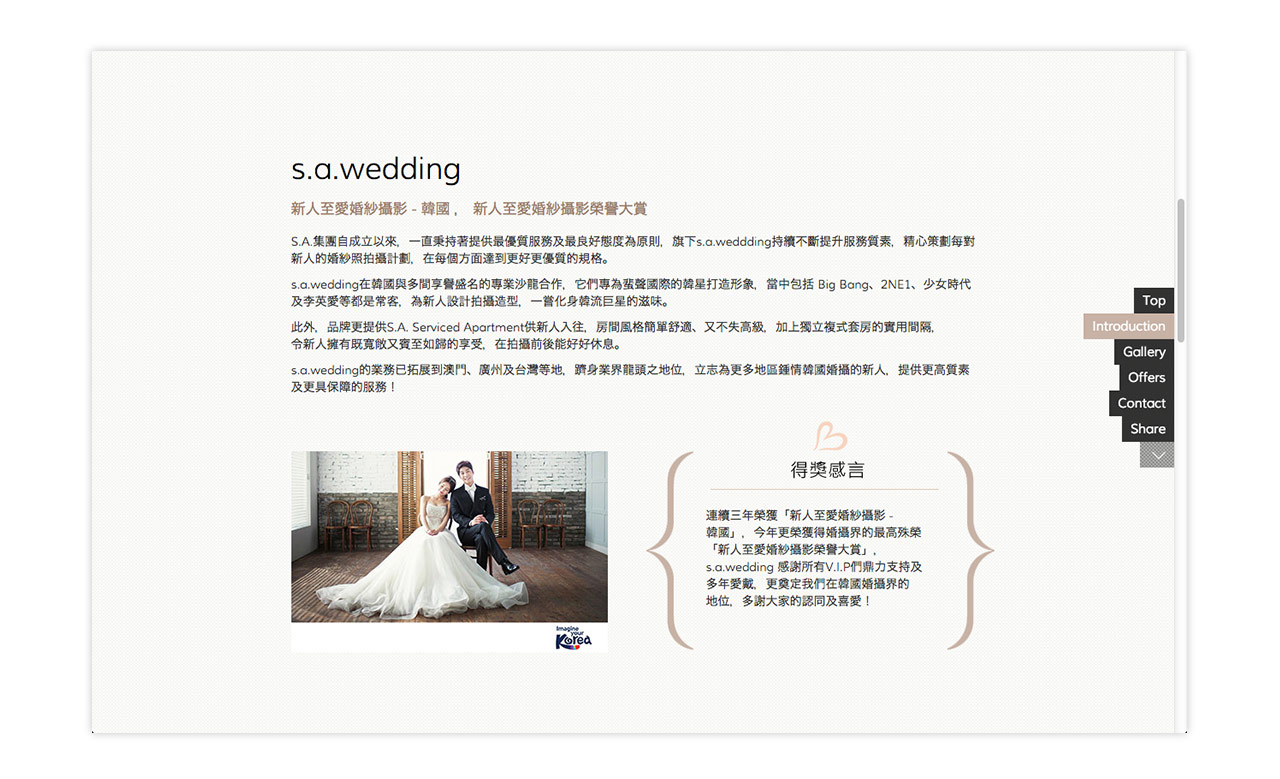 s.a.wedding
新人至愛婚紗攝影 - 韓國， 新人至愛婚紗攝影榮譽大賞
S.A.集團自成立以來，一直秉持著提供最優質服務及最良好態度為原則，旗下s.a.weddding持續不斷提升服務質素，精心策劃每對
新人的婚紗照拍攝計劃，在每個方面達到更好更優質的規格。
s.a.wedding在韓國與多間享譽盛名的專業沙龍合作，它們專為蜚聲國際的韓星打造形象，當中包括 Big Bang、2NE1、少女時代
及李英愛等都是常客，為新人設計拍攝造型，一嘗化身韓流巨星的滋味。
此外，品牌更提供S.A. Serviced Apartment供新人入往，房間風格簡單舒適、又不失高級，加上獨立複式套房的實用間隔，
令新人擁有既寬敞又賓至如歸的享受，在拍攝前後能好好休息。
s.a.wedding的業務已拓展到澳門、廣州及台灣等地，躋身業界龍頭之地位，立志為更多地區鍾情韓國婚攝的新人，提供更高質素
及更具保障的服務！
Top
Introduction
Gallery
Offers
Contact
Share
Imagine
your
Korea
得獎感言
連續三年榮獲「新人至愛婚紗攝影 -
韓國」，今年更榮獲得婚攝界的最高殊榮
「新人至愛婚紗攝影榮譽大賞」，
s.a.wedding 感謝所有V.I.P們鼎力支持及
多年愛戴，更奠定我們在韓國婚攝界的
地位，多謝大家的認同及喜愛！